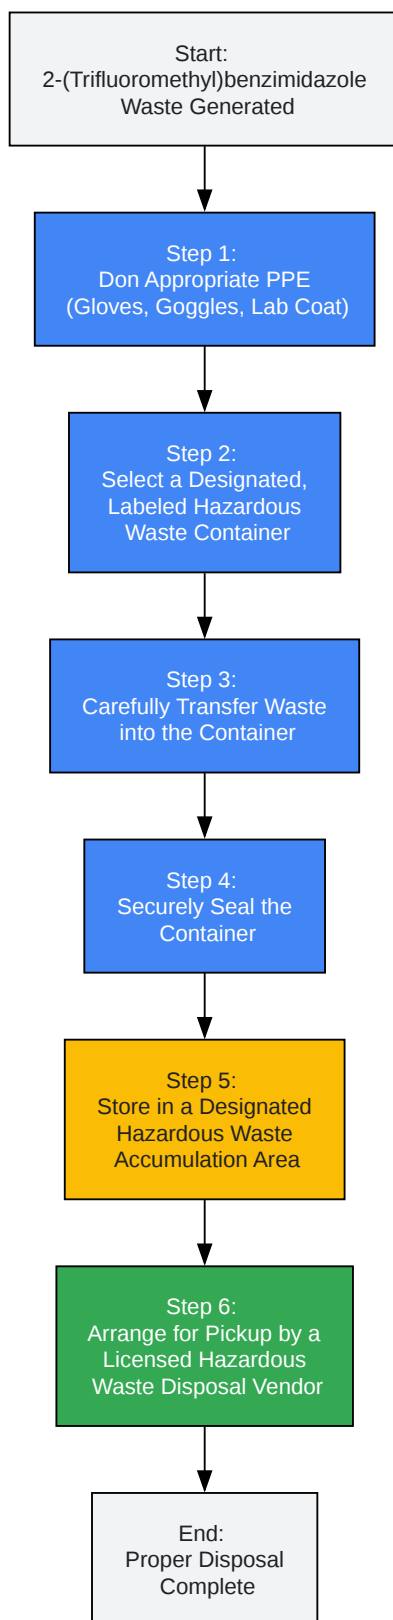 Start:
2-(Trifluoromethyl)benzimidazole
Waste Generated
Step 1:
Don Appropriate PPE
(Gloves, Goggles, Lab Coat)
Step 2:
Select a Designated,
Labeled Hazardous
Waste Container
Step 3:
Carefully Transfer Waste
into the Container
Step 4:
Securely Seal the
Container
Step 5:
Store in a Designated
Hazardous Waste
Accumulation Area
Step 6:
Arrange for Pickup by a
Licensed Hazardous
Waste Disposal Vendor
End:
Proper Disposal
Complete